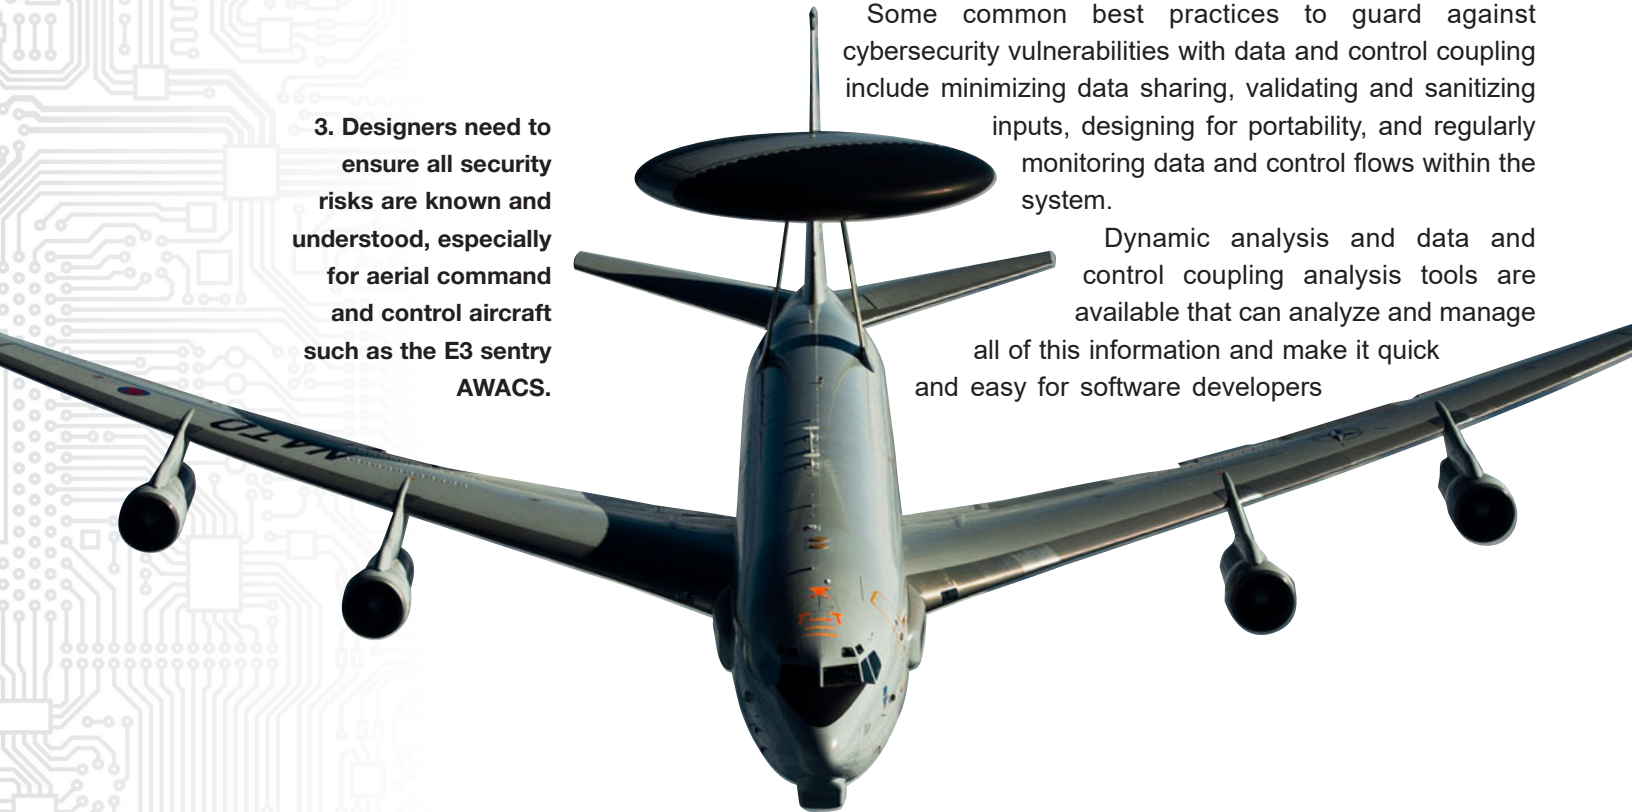 3. Designers need to
ensure all security
risks are known and
understood, especially
for aerial command
and control aircraft
such as the E3 sentry
AWACS.
Some common best practices to guard against
cybersecurity vulnerabilities with data and control coupling
include minimizing data sharing, validating and sanitizing
inputs, designing for portability, and regularly
monitoring data and control flows within the
system.
Dynamic analysis and data and
control coupling analysis tools are
available that can analyze and manage
all of this information and make it quick
and easy for software developers
NATO